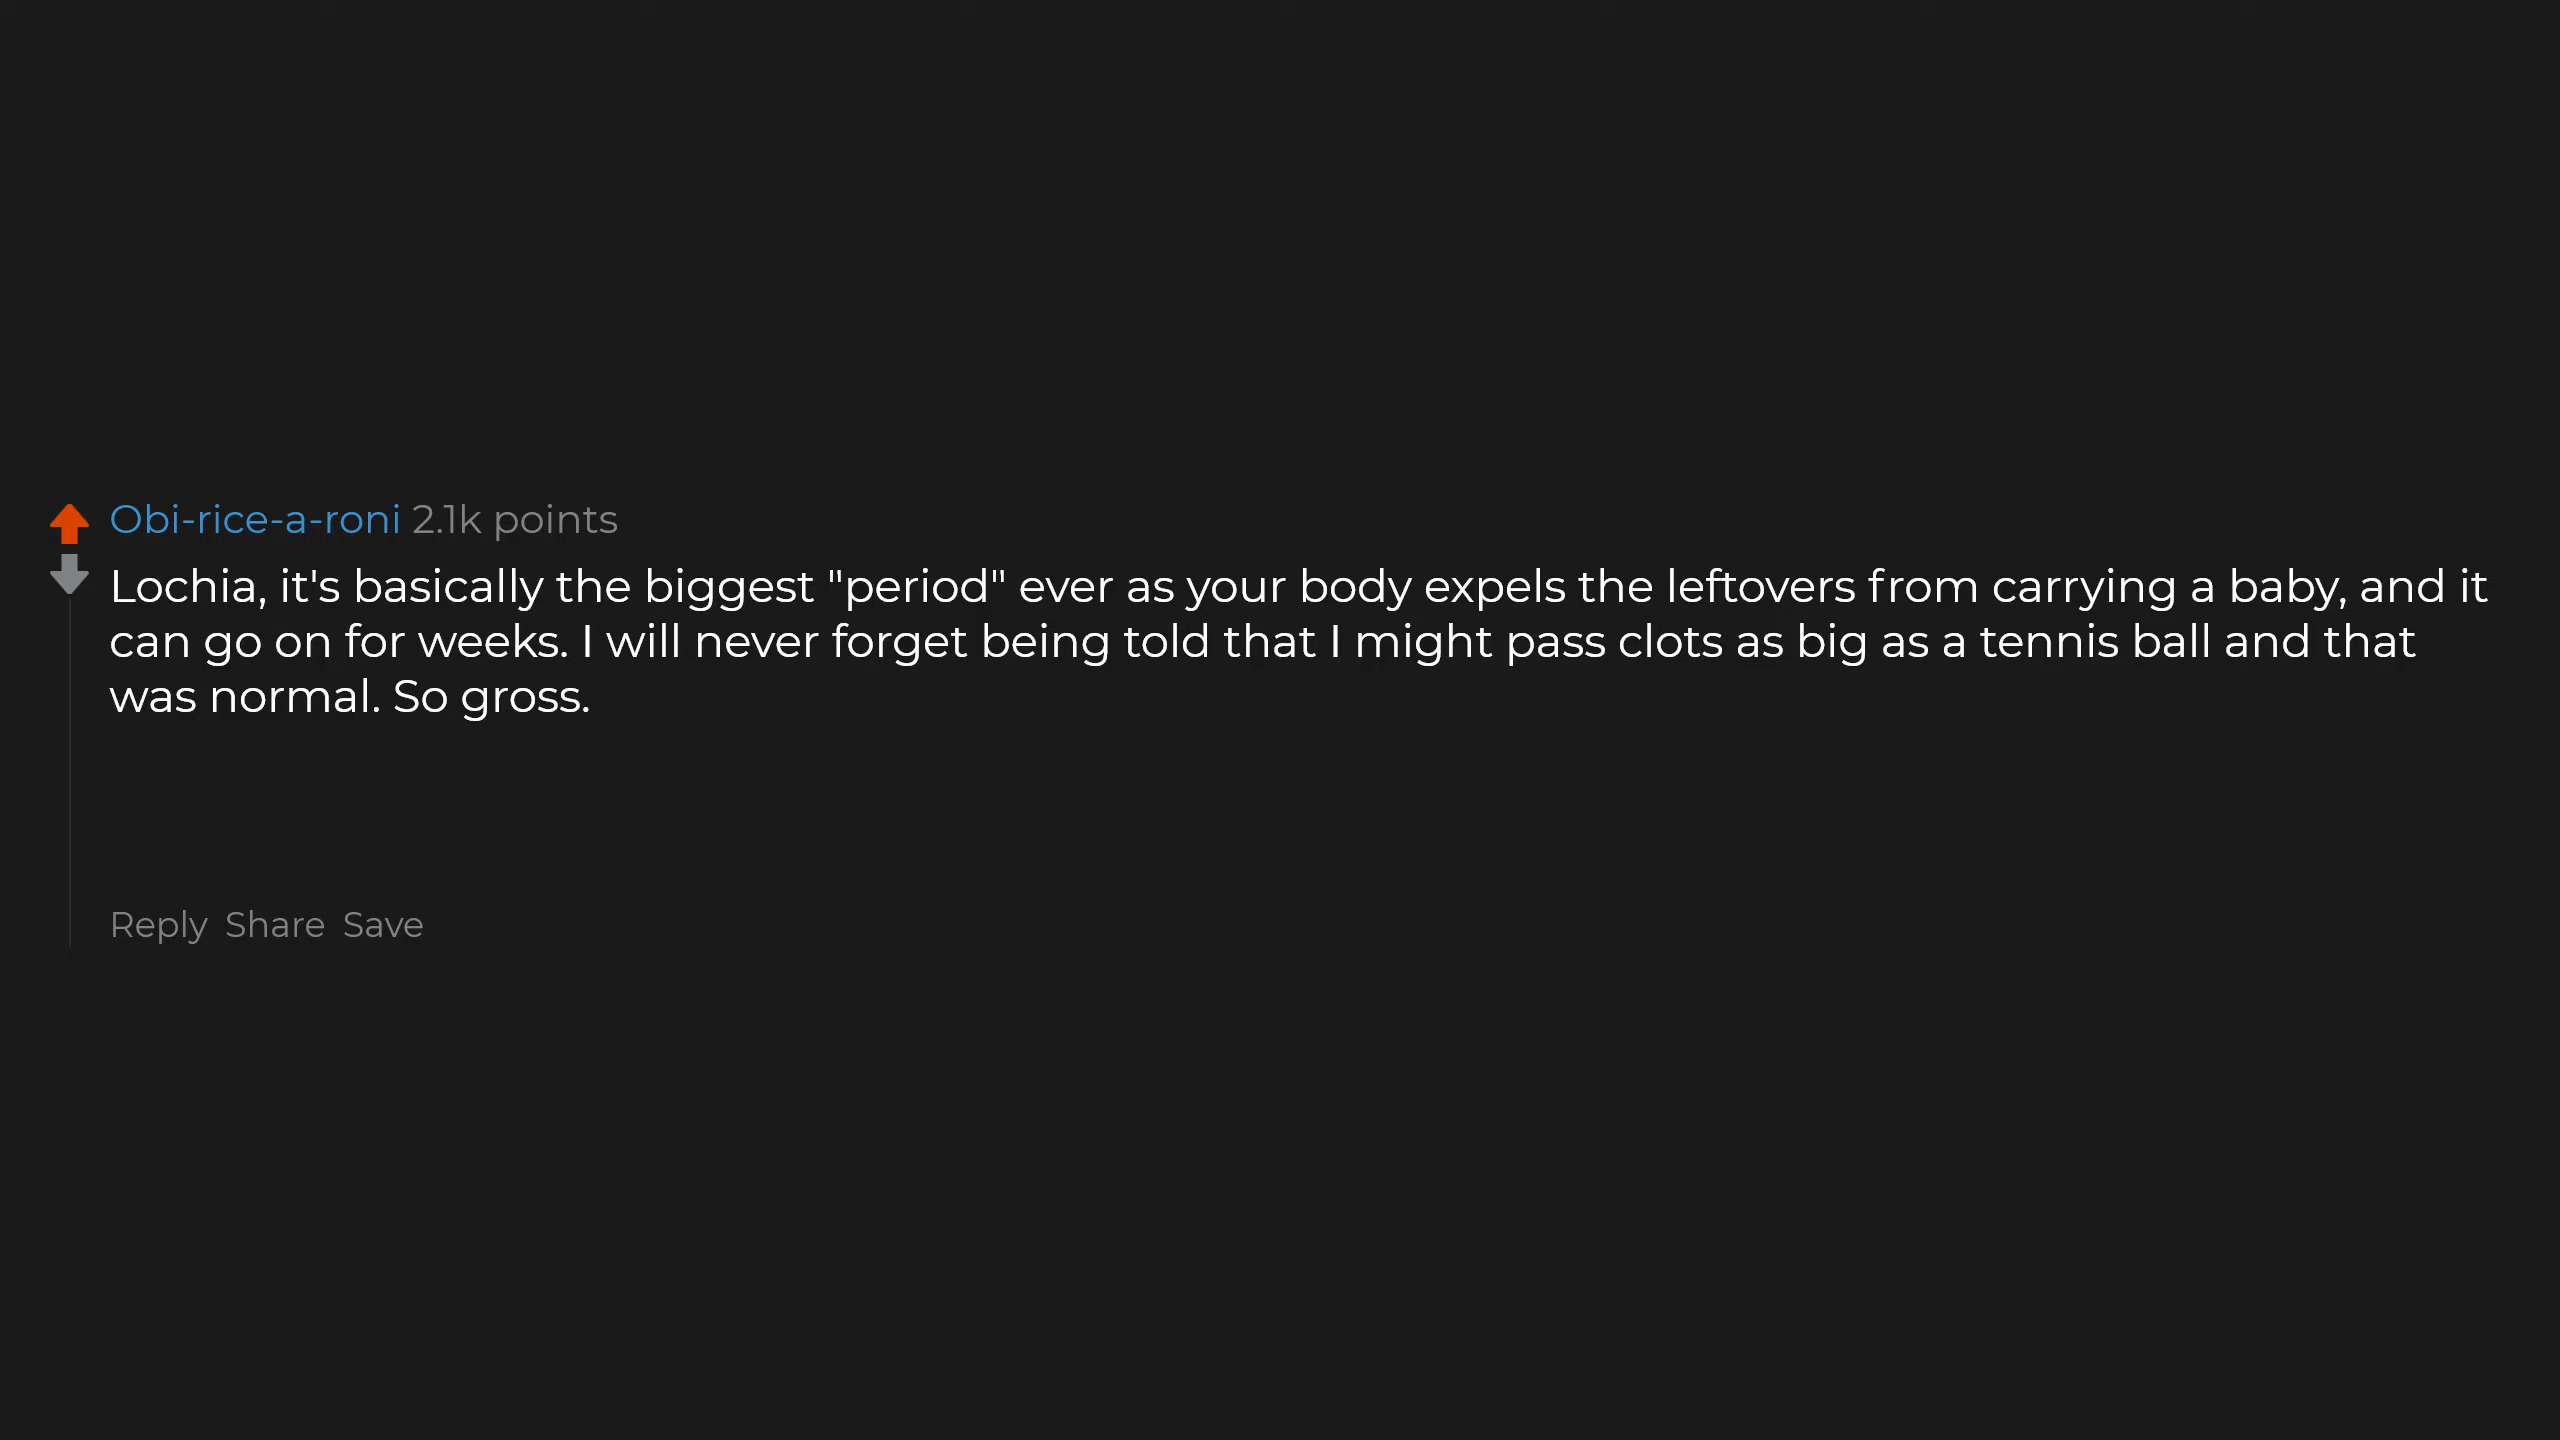 Obi-rice-a-roni 2.1k points
Lochia, it's basically the biggest "period" ever as your body expels the leftovers from carrying a baby, and it
can go on for weeks. I will never forget being told that I might pass clots as big as a tennis ball and that
was normal. So gross.
Reply Share Save